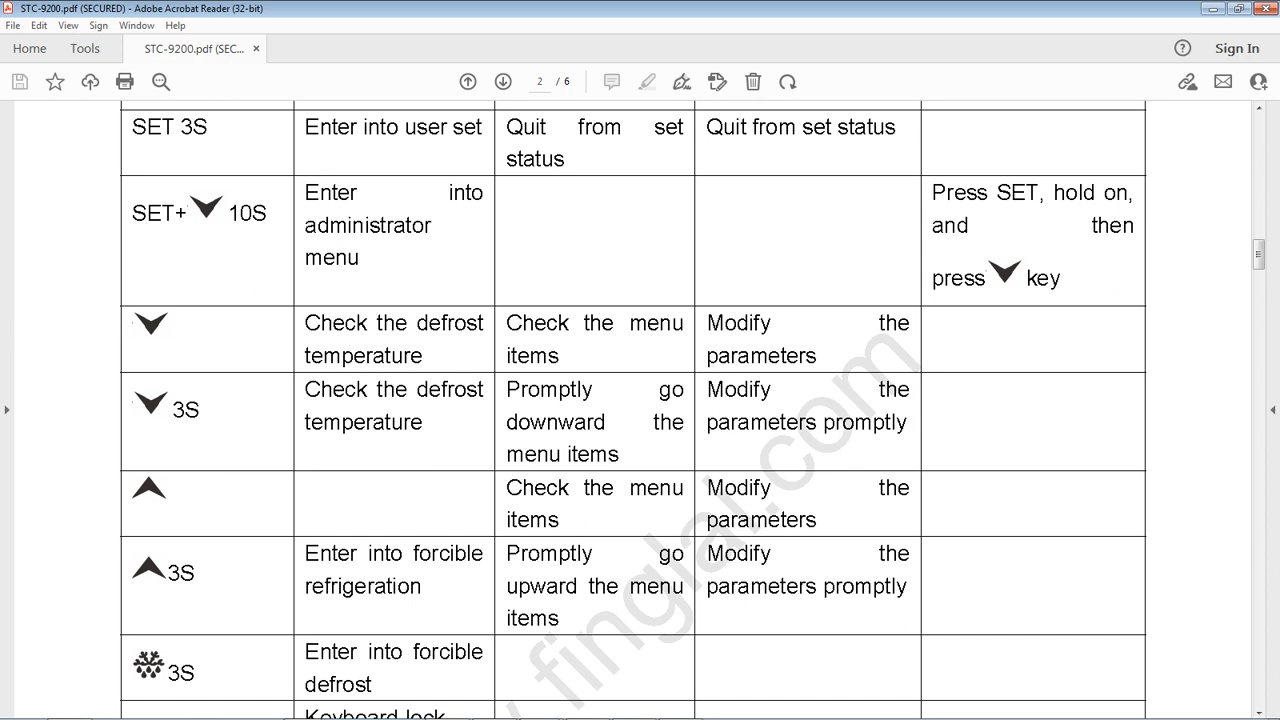 STC-9200.pdf (SECURED) - Adobe Acrobat Reader (32-bit)
File Edit View Sign Window Help
Home Tools STC-9200.pdf (SEC... × Sign In
2 / 6
SET 3S Enter into user set Quit from set Quit from set status
status
Enter into Press SET, hold on,
SET+ 10S administrator and then
menu press key
Check the defrost Check the menu Modify the
temperature items parameters
Check the defrost Promptly go Modify the
3S temperature downward the parameters promptly
menu items
Check the menu Modify the
items parameters
Enter into forcible Promptly go Modify the
3S refrigeration upward the menu parameters promptly
items
Enter into forcible
3S defrost
Keyboard lock
.finglai.com